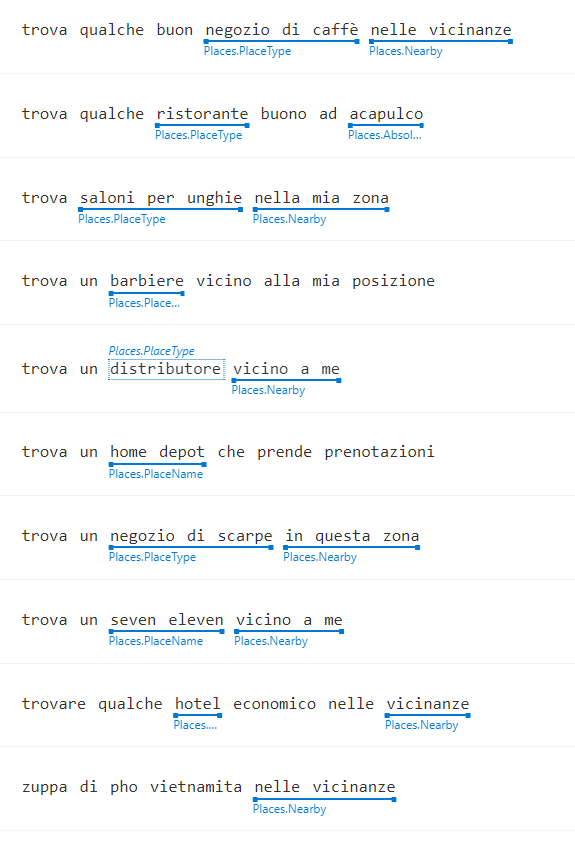 trova qualche buon negozio di caffè nelle vicinanze
Places.PlaceType Places.Nearby
trova qualche ristorante buono ad acapulco
Places.PlaceType Places.Absol...
trova saloni per unghie nella mia zona
Places.PlaceType Places.Nearby
trova un barbiere vicino alla mia posizione
Places.Place...
Places.PlaceType
trova un distributore vicino a me
Places.Nearby
trova un home depot che prende prenotazioni
Places.PlaceName
trova un negozio di scarpe in questa zona
Places.PlaceType Places.Nearby
trova un seven eleven vicino a me
Places.PlaceName Places.Nearby
trovare qualche hotel economico nelle vicinanze
Places.... Places.Nearby
zuppa di pho vietnamita nelle vicinanze
Places.Nearby